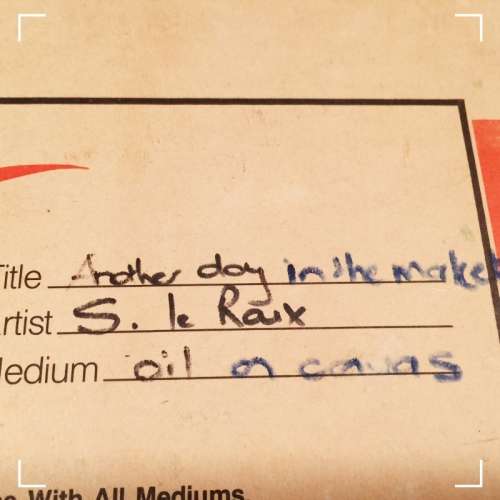 Title Another day in the market
Artist S. le Roux
Medium oil on canvas
With All Mediums